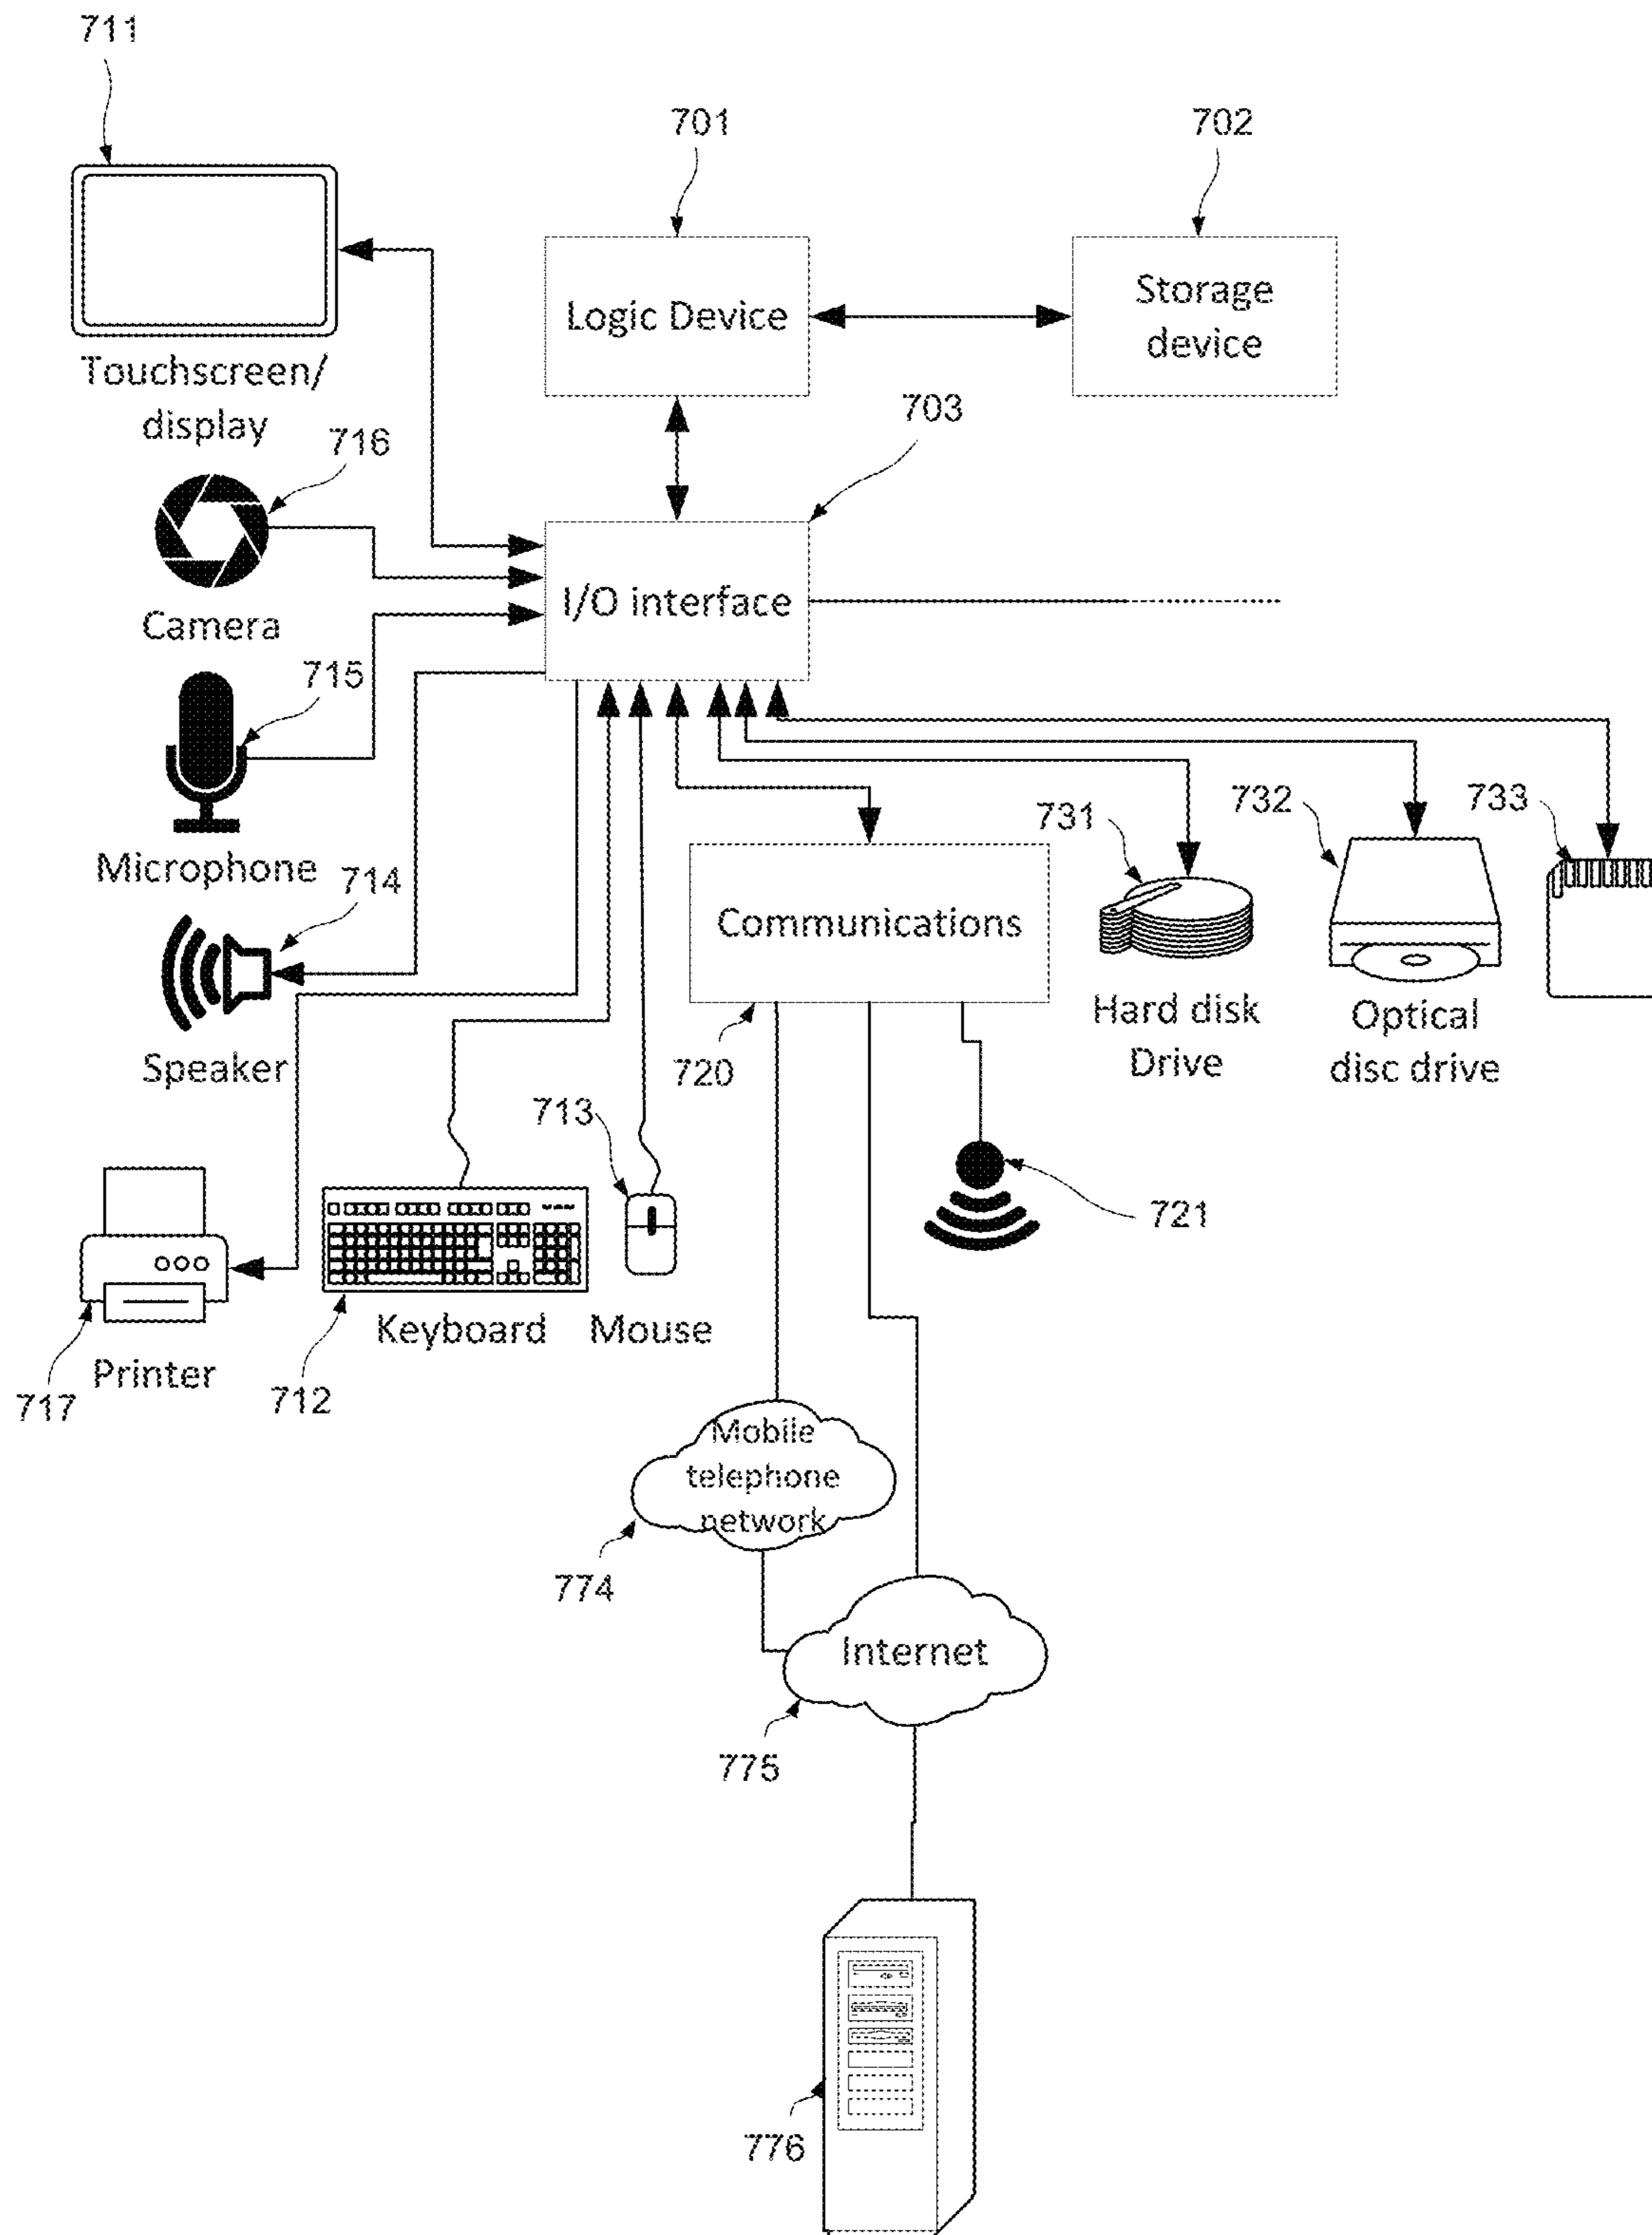 711
701
702
Logic Device
Storage
device
Touchscreen/
display
703
716
I/O interface
Camera
715
Microphone
714
731
732
733
Communications
Speaker
720
Hard disk
Drive
Optical
disc drive
713
721
Keyboard
Mouse
Printer
717
712
Mobile
telephone
network
774
Internet
775
776